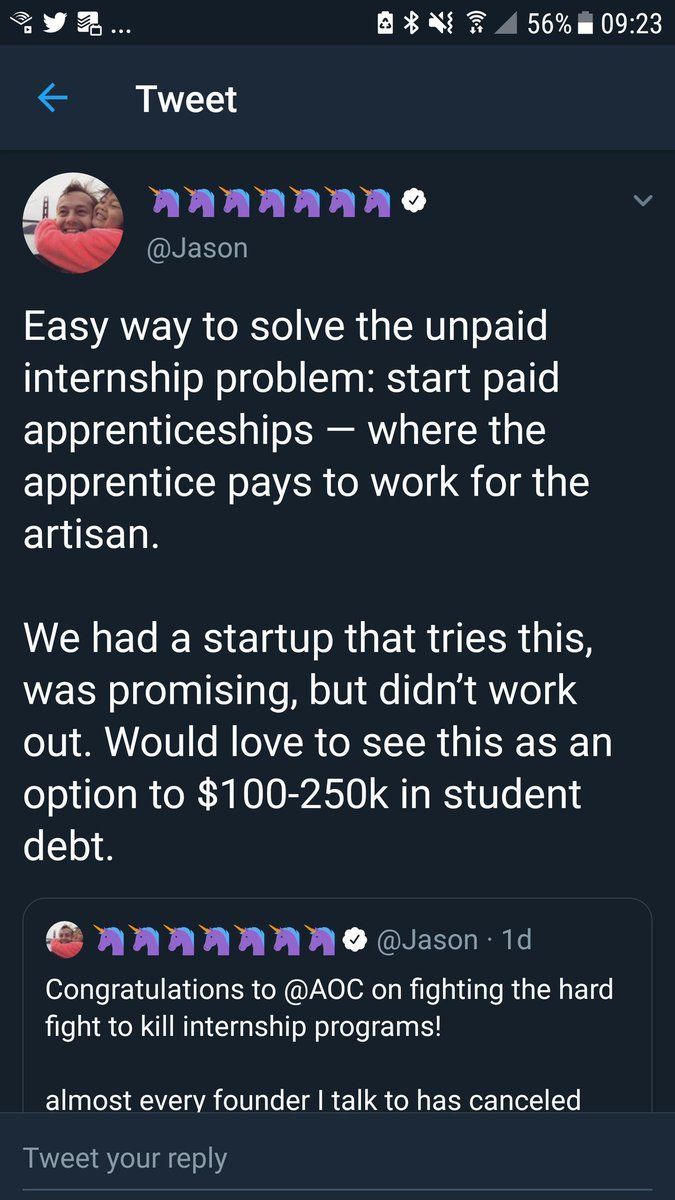 ... 56% 09:23
Tweet
@Jason
Easy way to solve the unpaid
internship problem: start paid
apprenticeships — where the
apprentice pays to work for the
artisan.
We had a startup that tries this,
was promising, but didn’t work
out. Would love to see this as an
option to $100-250k in student
debt.
@Jason · 1d
Congratulations to @AOC on fighting the hard
fight to kill internship programs!
almost every founder I talk to has canceled
Tweet your reply